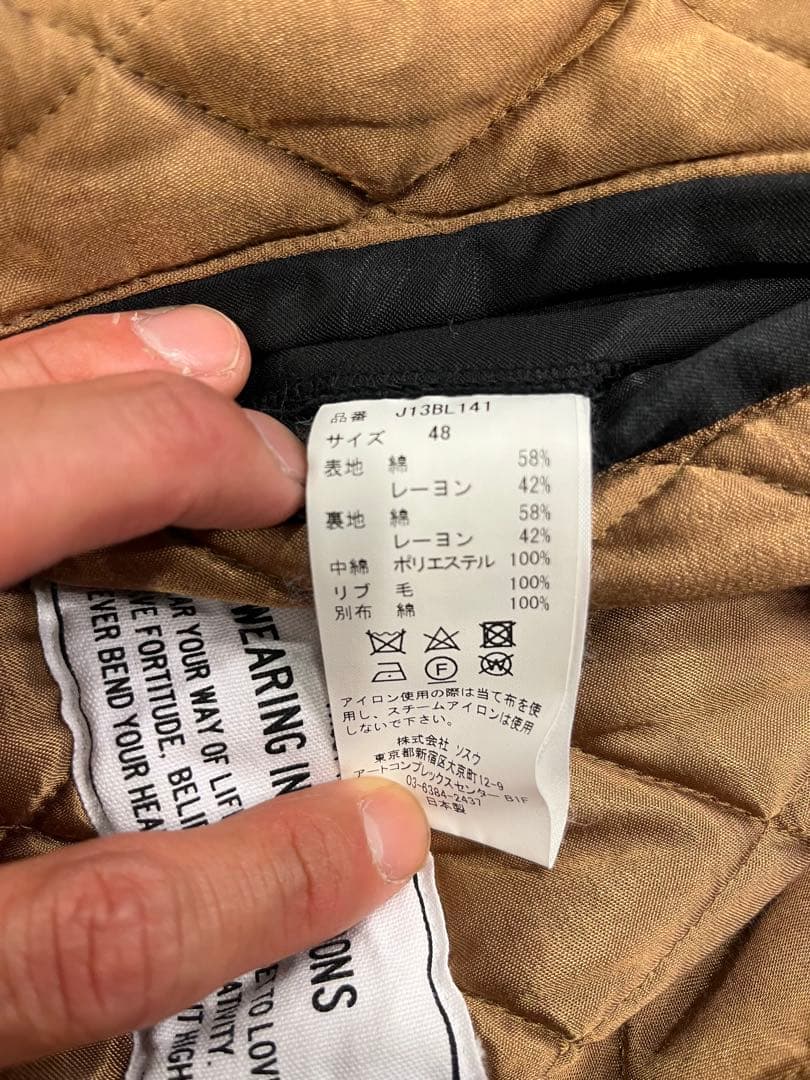 品番 J13BL141
サイズ 48
表地 綿 58%
レーヨン 42%
裏地 綿 58%
レーヨン 42%
中綿 ポリエステル 100%
リブ 毛 100%
別布 綿 100%
F
W
アイロン使用の際は当て布を使
用し、スチームアイロンは使用
しないで下さい。
株式会社 ソスウ
東京都新宿区大京町12-9
アートコンプレックスセンター B1F
03-6384-2437
日本製
WEARING IN
ONS
YOUR WAY OF LIF
FORTITUDE, BELI
BEND YOUR HEA
TO LOV